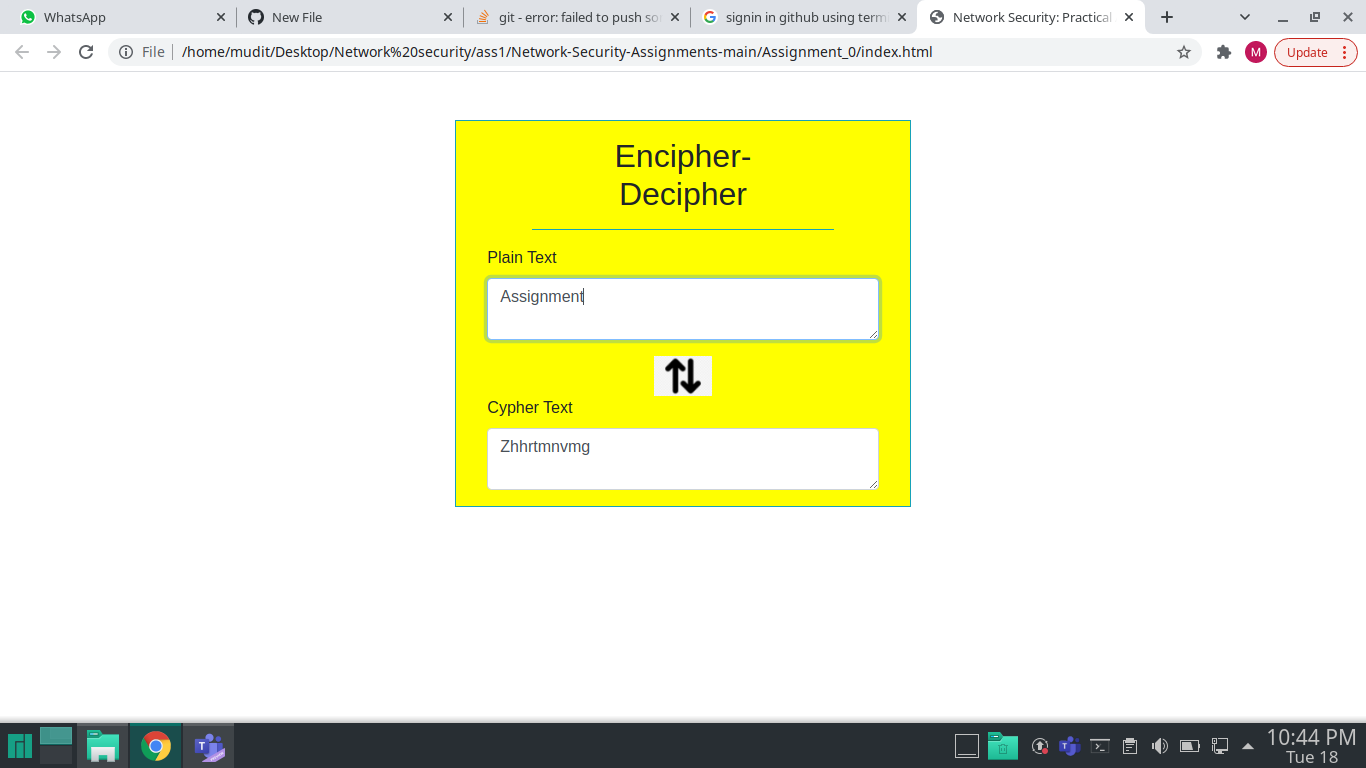 WhatsApp
New File
git - error: failed to push so
signin in github using term
Network Security: Practical
File
/home/mudit/Desktop/Network%20security/ass1/Network-Security-Assignments-main/Assignment_0/index.html
M
Update
Encipher-
Decipher
Plain Text
Assignment
Cypher Text
Zhhrtmnvmg
10:44 PM
Tue 18